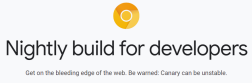 Nightly build for developers
Get on the bleeding edge of the web. Be warned: Canary can be unstable.